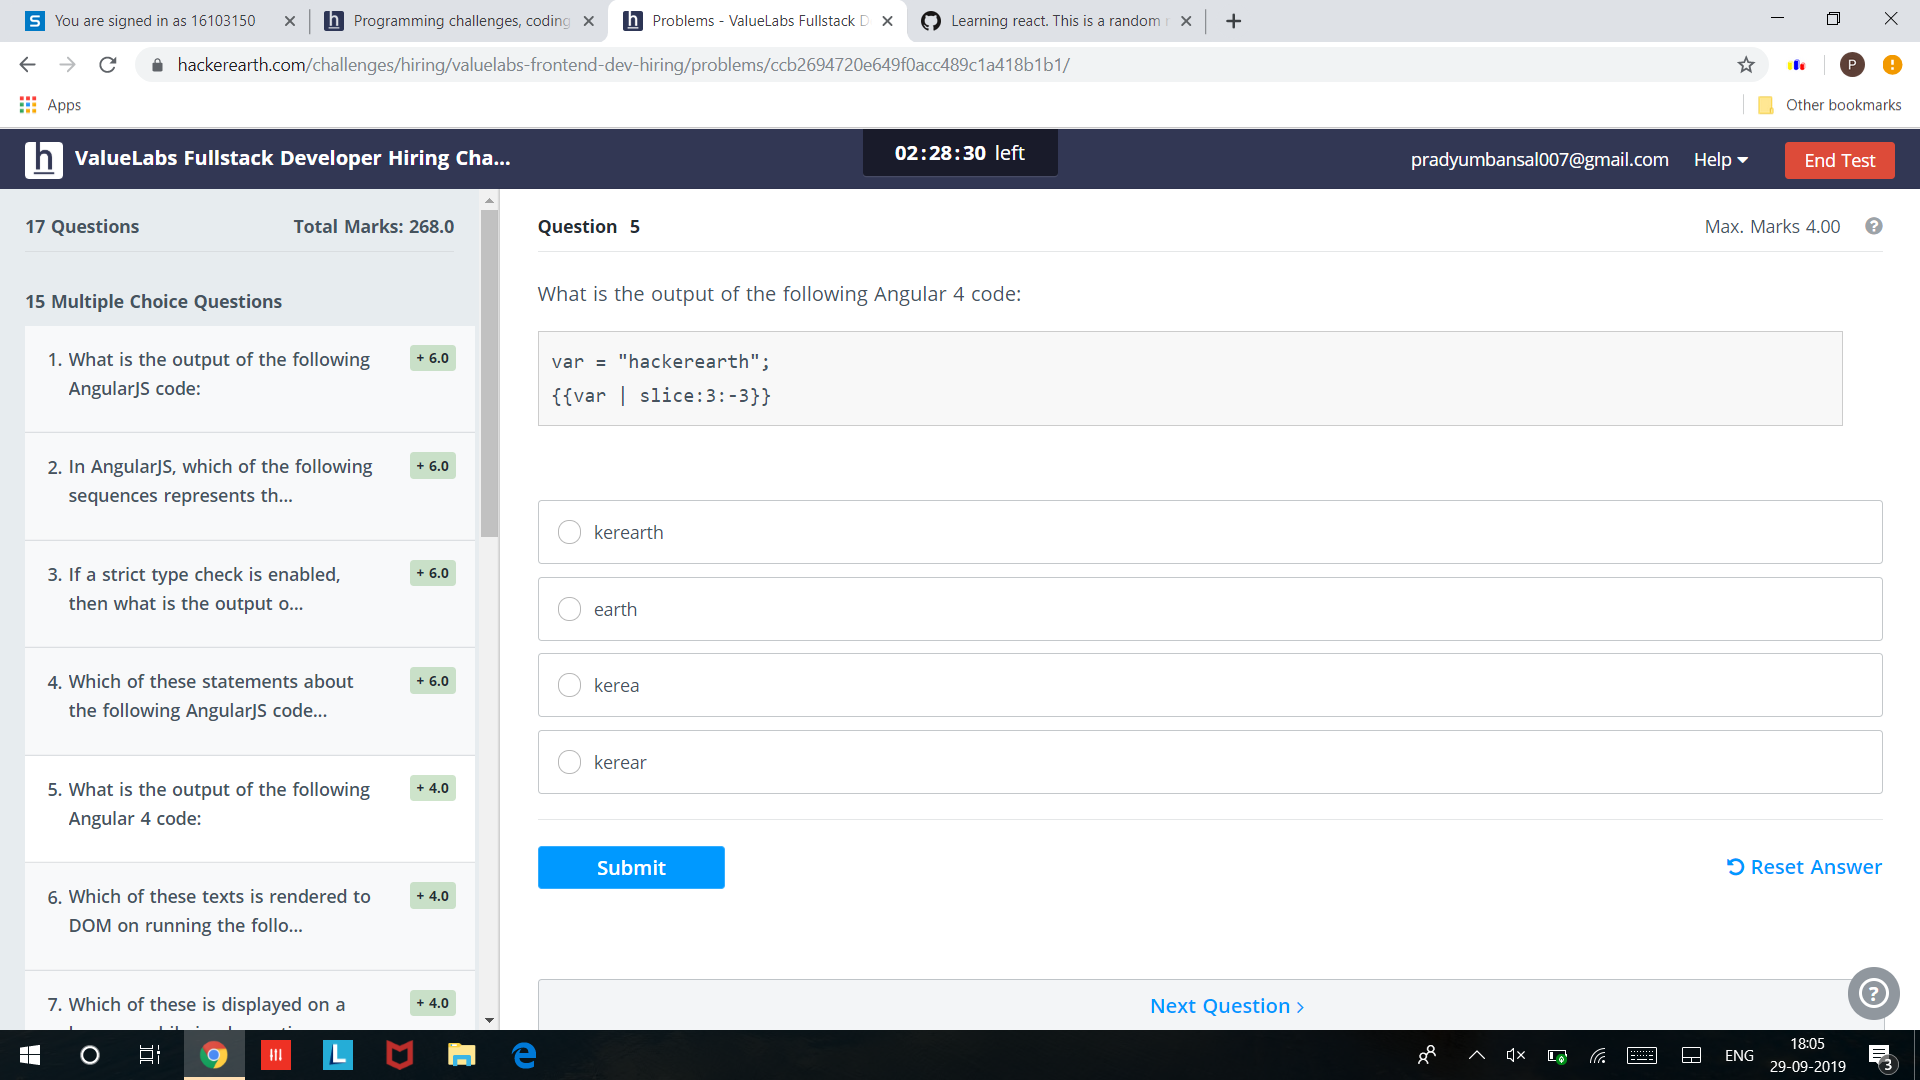 You are signed in as 16103150
Programming challenges, coding
Problems - ValueLabs Fullstack D
Learning react. This is a random r
hackerearth.com/challenges/hiring/valuelabs-frontend-dev-hiring/problems/ccb2694720e649f0acc489c1a418b1b1/
P
Apps
Other bookmarks
h ValueLabs Fullstack Developer Hiring Cha...
02:28:30 left
pradyumbansal007@gmail.com
Help
End Test
17 Questions
Total Marks: 268.0
15 Multiple Choice Questions
1. What is the output of the following
AngularJS code:
+ 6.0
2. In AngularJS, which of the following
sequences represents th...
+ 6.0
3. If a strict type check is enabled,
then what is the output o...
+ 6.0
4. Which of these statements about
the following AngularJS code...
+ 6.0
5. What is the output of the following
Angular 4 code:
+ 4.0
6. Which of these texts is rendered to
DOM on running the follo...
+ 4.0
7. Which of these is displayed on a
+ 4.0
Question 5
Max. Marks 4.00
What is the output of the following Angular 4 code:
var = "hackerearth";
{{var | slice:3:-3}}
kerearth
earth
kerea
kerear
Submit
Reset Answer
Next Question >
ENG
18:05
29-09-2019
3